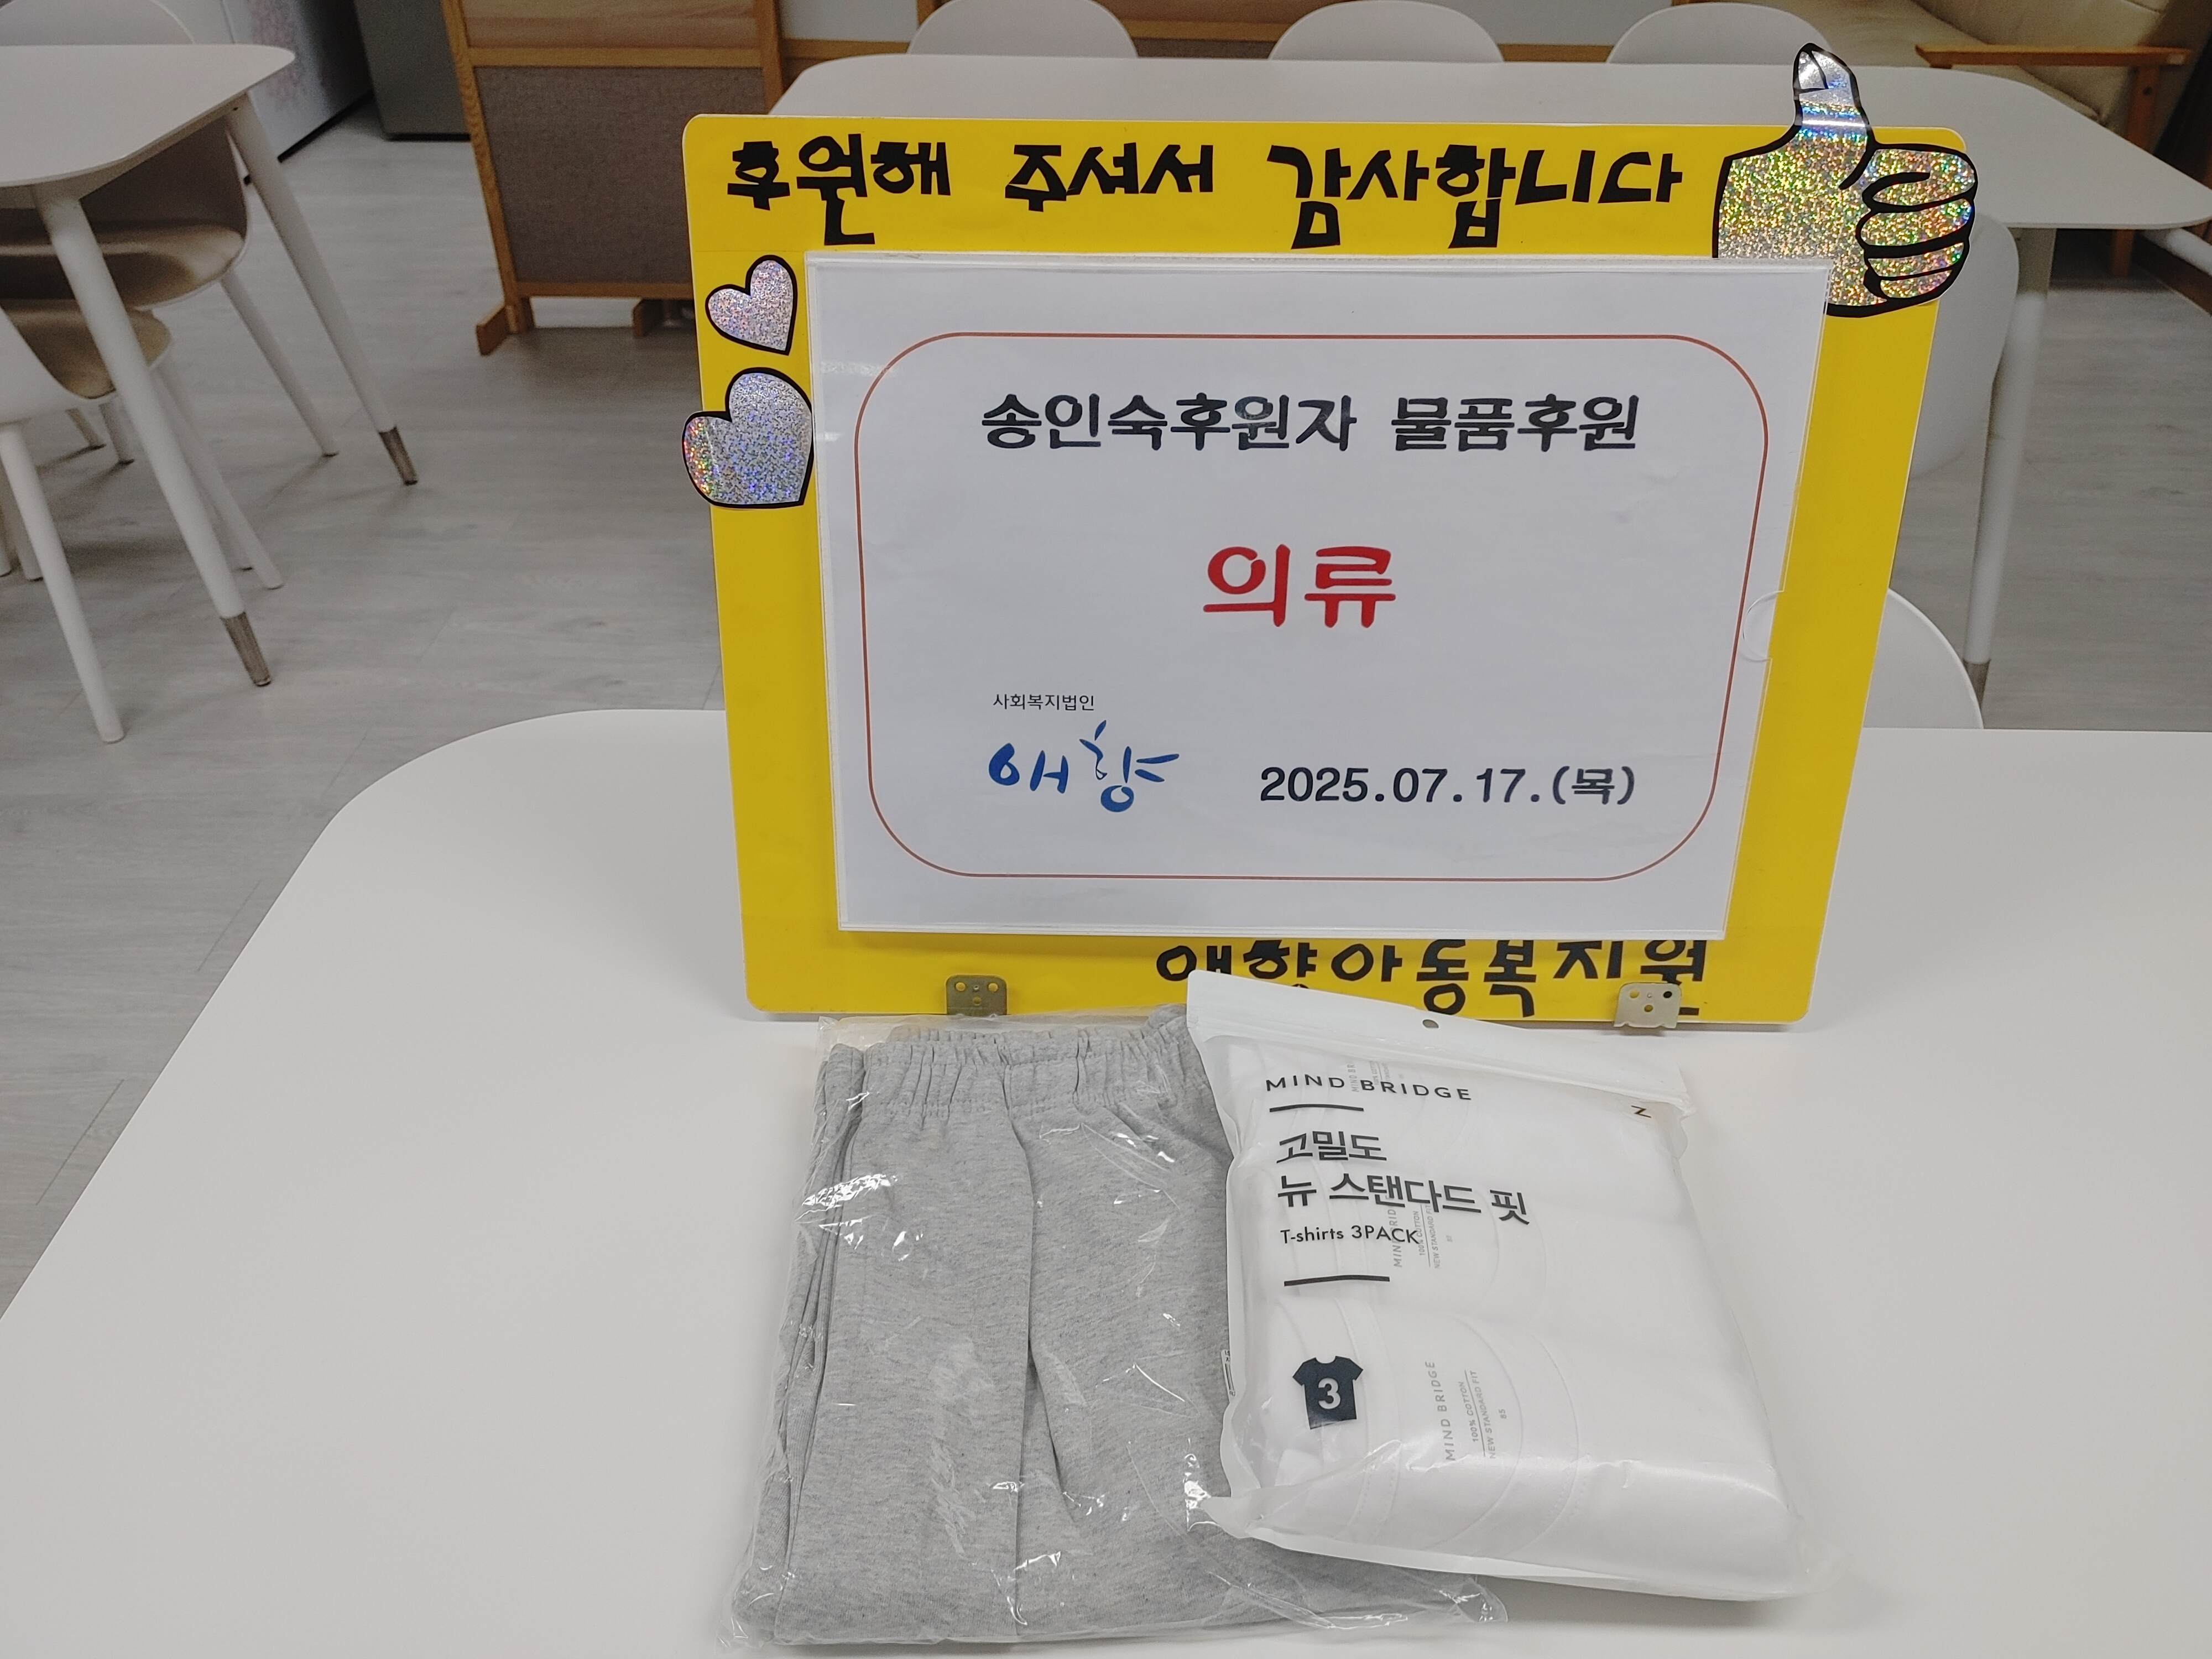 후원해 주셔서 감사합니다
송인숙후원자 물품후원
의류
사회복지법인
애향
2025.07.17.(목)
애향아동복지원
MIND BRIDGE
고밀도
뉴 스탠다드 핏
T-shirts 3PACK
3
MIND BRIDGE
100% COTTON
NEW STANDARD FIT
85